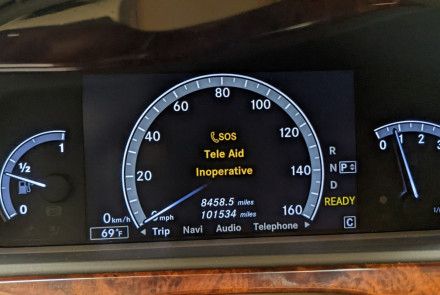 80
60 100
SOS
40 120
Tele Aid
Inoperative
20 140
R
N P
D
READY
8458.5 miles
101534 miles
160
0 km/h mph
69°F
Trip Navi Audio Telephone
C
1
½
0
0 1 2 3